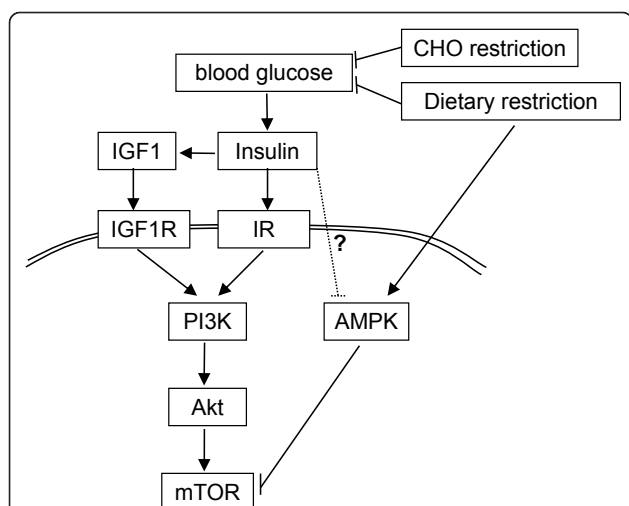 CHO restriction
blood glucose
Dietary restriction
IGF1
Insulin
IGF1R
IR
?
PI3K
AMPK
Akt
mTOR